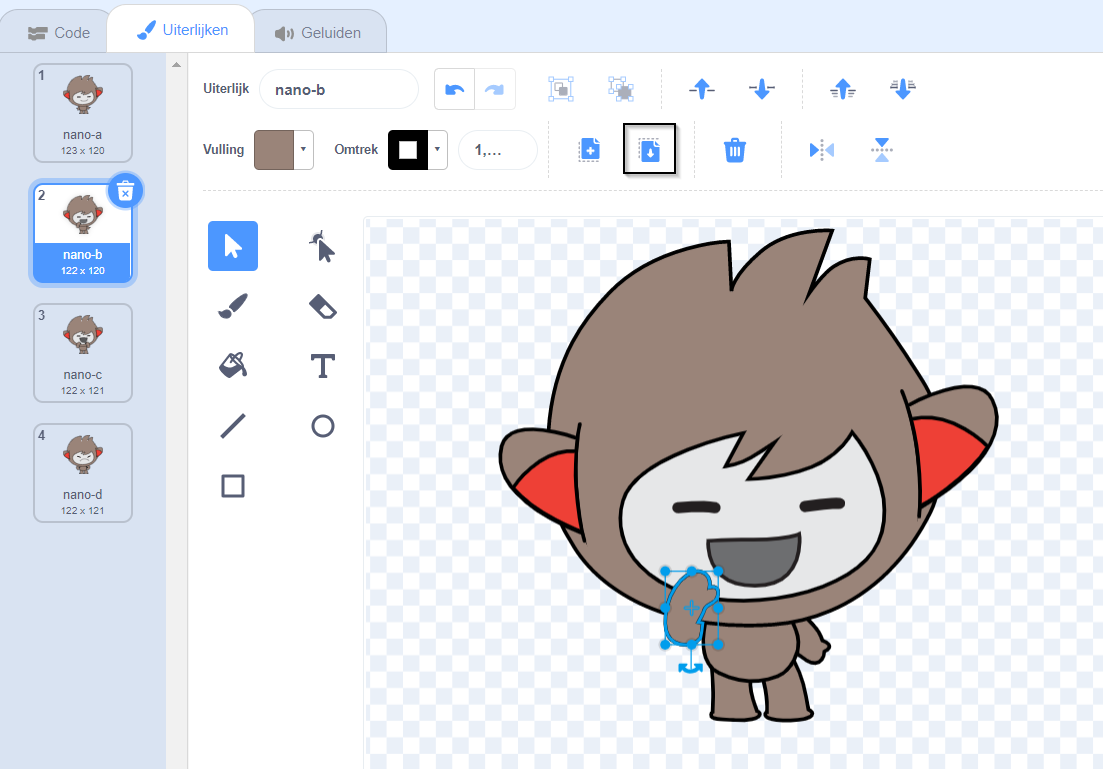 Code
Uiterlijken
Geluiden
1
nano-a
123 x 120
2
nano-b
122 x 120
3
nano-c
122 x 121
4
nano-d
122 x 121
Uiterlijk
nano-b
Vulling
Omtrek
1,...
T